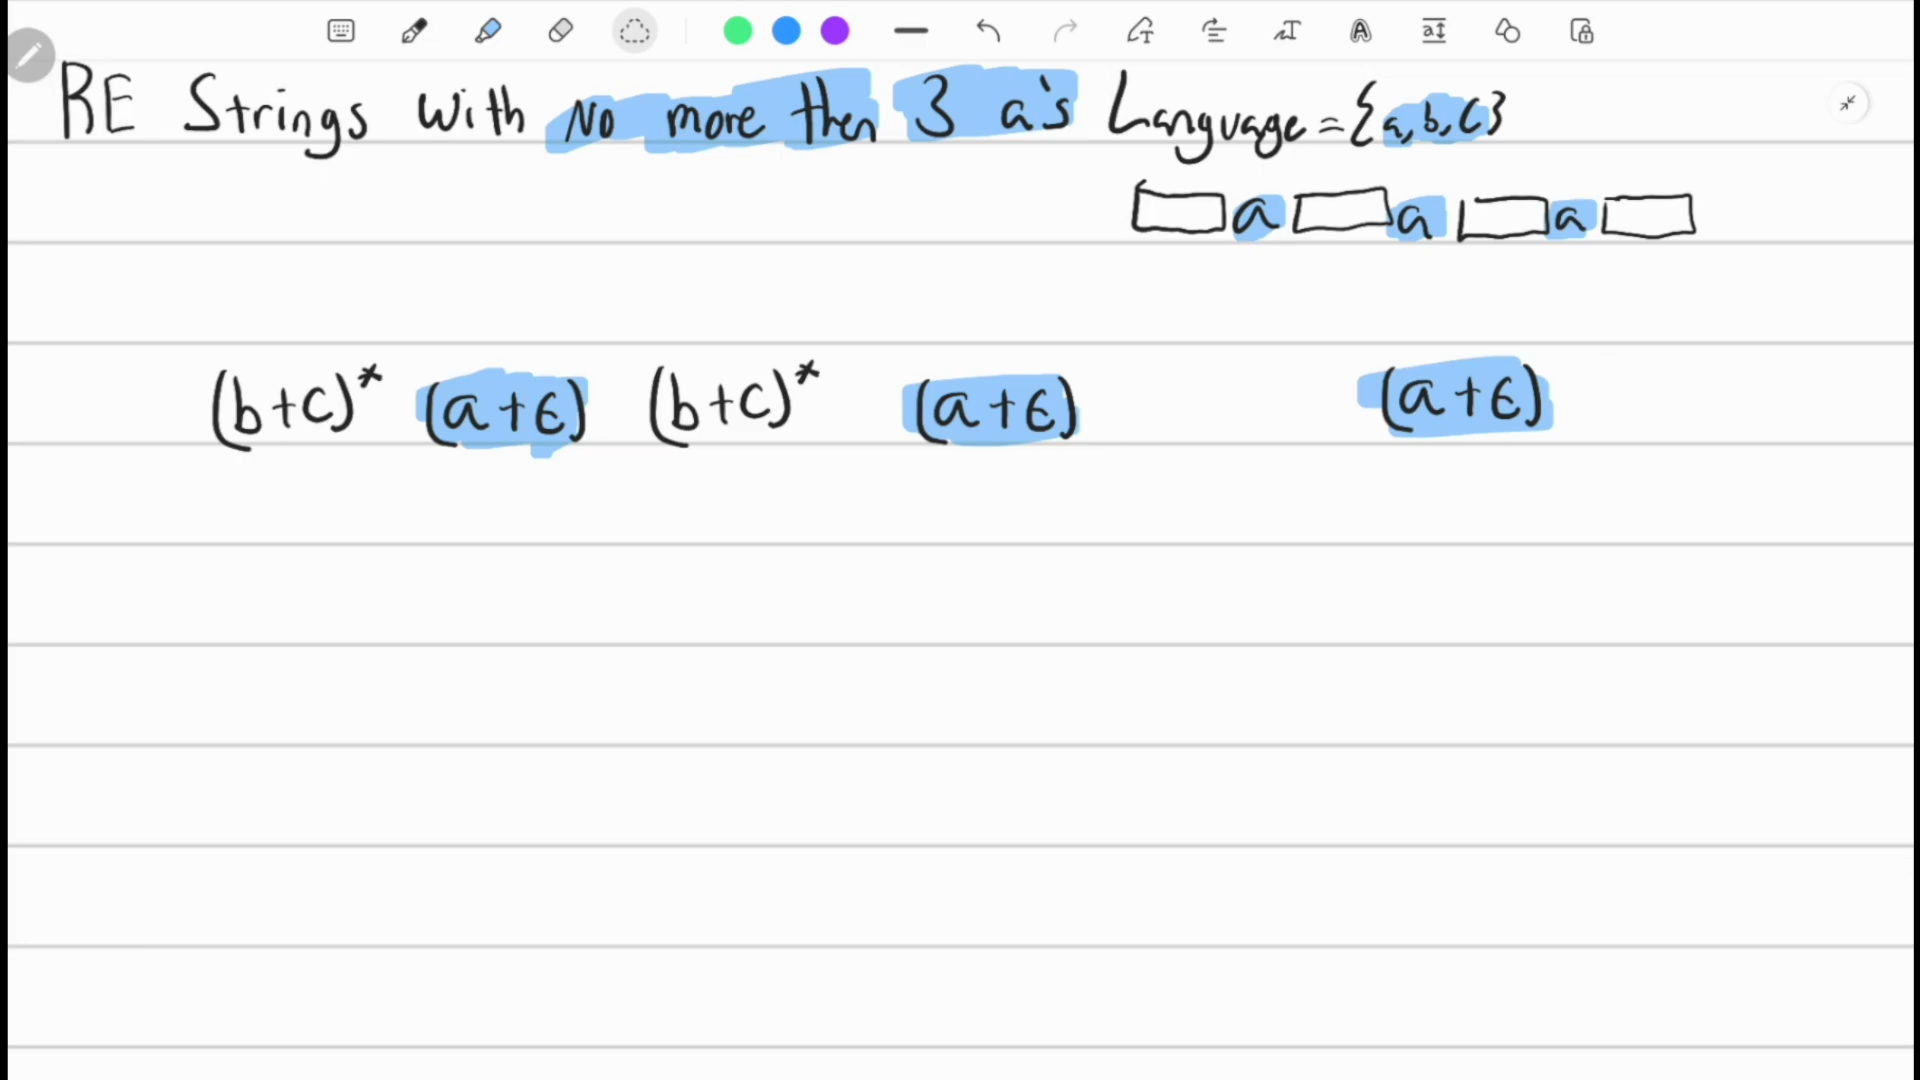 RE Strings with No more then 3 a's Language={a,b,c}
a a a
(b+c)* (a+ϵ) (b+c)* (a+ϵ) (a+ϵ)